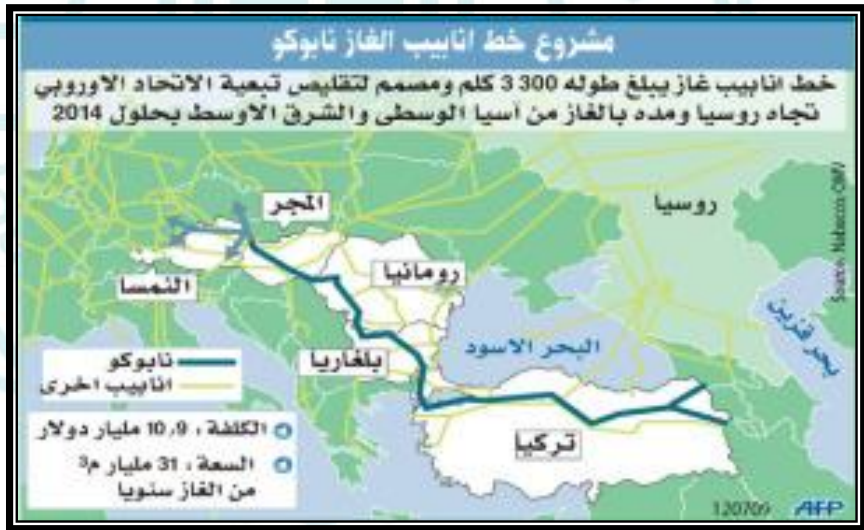 مشروع خط انابيب الغاز نابوكو
خط انابيب غاز يبلغ طوله 300 3 كلم ومصمم لتقليص تبعية الاتحاد الاوروبي
تجاه روسيا ومده بالغاز من آسيا الوسطى والشرق الاوسط بحلول 2014
روسيا
المجر
رومانيا
النمسا
بحر قزوين
البحر الاسود
بلغاريا
تركيا
نابوكو
انابيب اخرى
الكلفة، 10,9 مليار دولار
السعة، 31 مليار م³
من الغاز سنويا
Source: Nabucco, OMV
120709 AFP